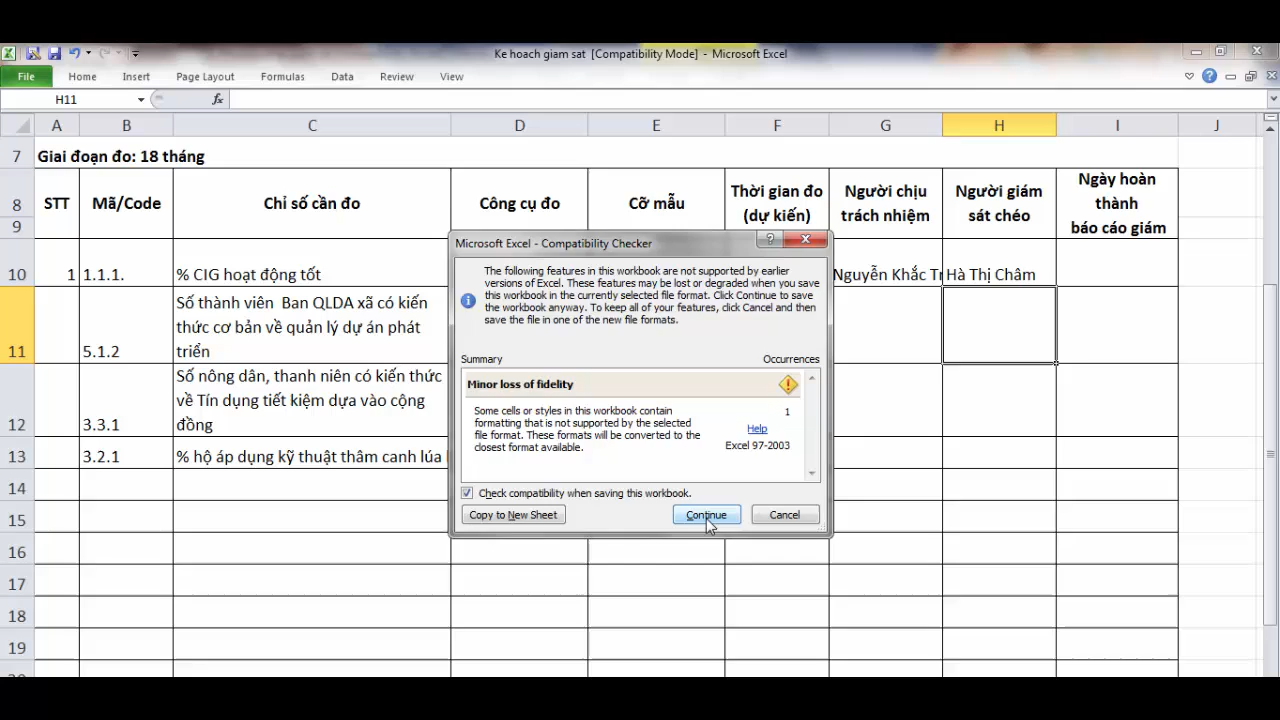 Ke hoach giam sat [Compatibility Mode] - Microsoft Excel
File Home Insert Page Layout Formulas Data Review View
H11 fx
A B C D E F G H I J
7 Giai đoạn đo: 18 tháng
8 STT Mã/Code Chỉ số cần đo Công cụ đo Cỡ mẫu Thời gian đo (dự kiến) Người chịu trách nhiệm Người giám sát chéo Ngày hoàn thành
9 báo cáo giám
10 1 1.1.1. % CIG hoạt động tốt Nguyễn Khắc Tr Hà Thị Châm
Số thành viên Ban QLDA xã có kiến
thức cơ bản về quản lý dự án phát
11 5.1.2 triển
Số nông dân, thanh niên có kiến thức
về Tín dụng tiết kiệm dựa vào cộng
12 3.3.1 đồng
13 3.2.1 % hộ áp dụng kỹ thuật thâm canh lúa
14
15
16
17
18
19
Microsoft Excel - Compatibility Checker
The following features in this workbook are not supported by earlier
versions of Excel. These features may be lost or degraded when you
save this workbook in the currently selected file format. Click Continue to save
the workbook anyway. To keep all of your features, click Cancel and then
save the file in one of the new file formats.
Summary Occurrences
Minor loss of fidelity
Some cells or styles in this workbook contain 1
formatting that is not supported by the selected Help
file format. These formats will be converted to the
closest format available. Excel 97-2003
Check compatibility when saving this workbook.
Copy to New Sheet Continue Cancel